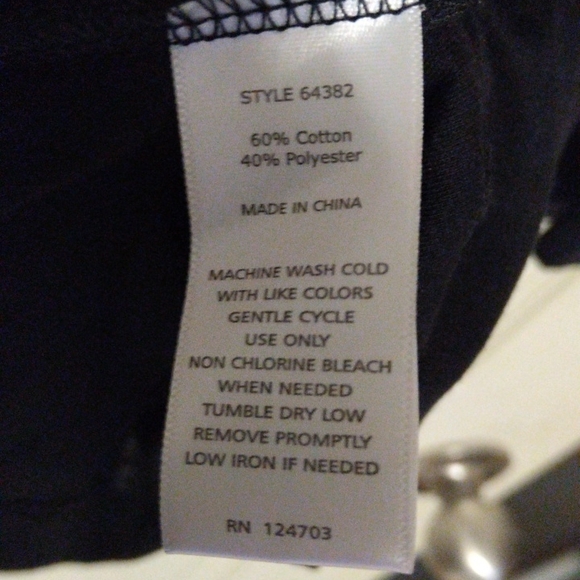 STYLE 64382
60% Cotton
40% Polyester
MADE IN CHINA
MACHINE WASH COLD
WITH LIKE COLORS
GENTLE CYCLE
USE ONLY
NON CHLORINE BLEACH
WHEN NEEDED
TUMBLE DRY LOW
REMOVE PROMPTLY
LOW IRON IF NEEDED
RN 124703